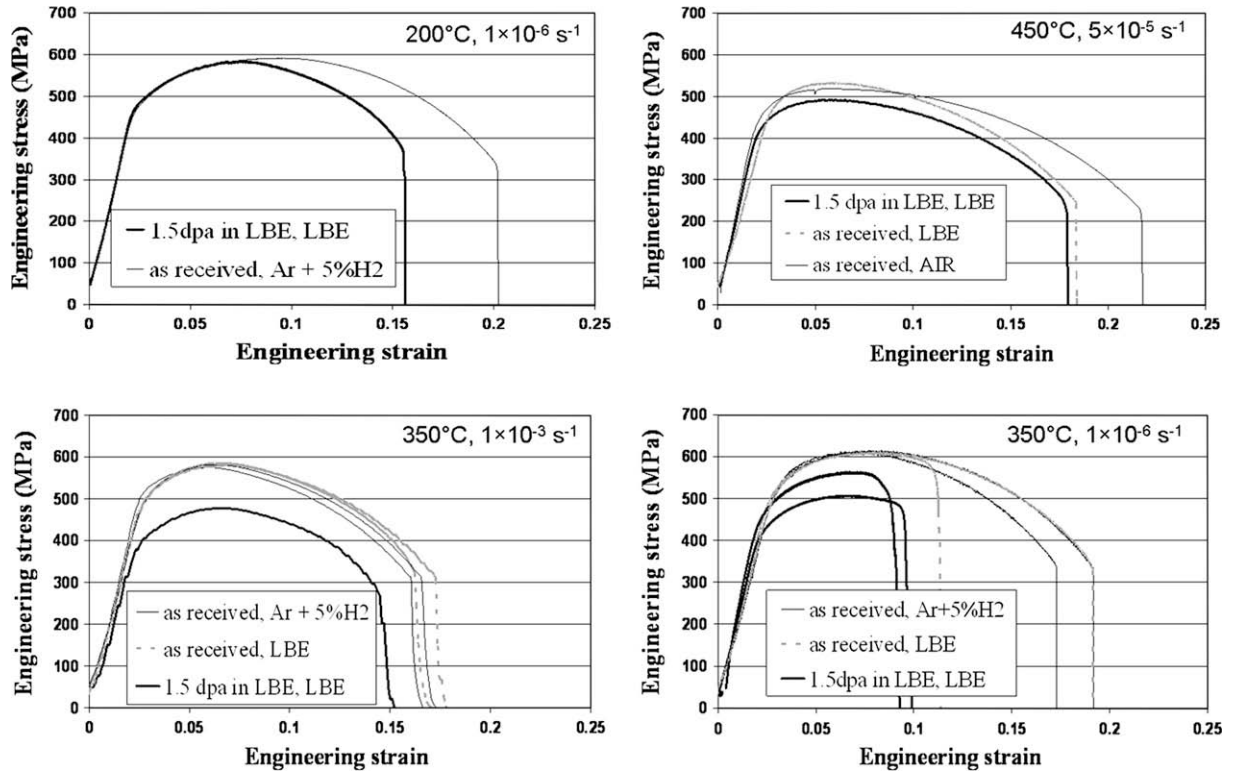 200°C, 1×10⁻⁶ s⁻¹
Engineering stress (MPa)
700
600
500
400
300
200
100
0
1.5dpa in LBE, LBE
as received, Ar + 5%H2
0
0.05
0.1
0.15
0.2
0.25
Engineering strain
450°C, 5×10⁻⁵ s⁻¹
Engineering stress (MPa)
700
600
500
400
300
200
100
0
1.5 dpa in LBE, LBE
as received, LBE
as received, AIR
0
0.05
0.1
0.15
0.2
0.25
Engineering strain
350°C, 1×10⁻³ s⁻¹
Engineering stress (MPa)
700
600
500
400
300
200
100
0
as received, Ar + 5%H2
as received, LBE
1.5 dpa in LBE, LBE
0
0.05
0.1
0.15
0.2
0.25
Engineering strain
350°C, 1×10⁻⁶ s⁻¹
Engineering stress (MPa)
700
600
500
400
300
200
100
0
as received, Ar+5%H2
as received, LBE
1.5dpa in LBE, LBE
0
0.05
0.1
0.15
0.2
0.25
Engineering strain